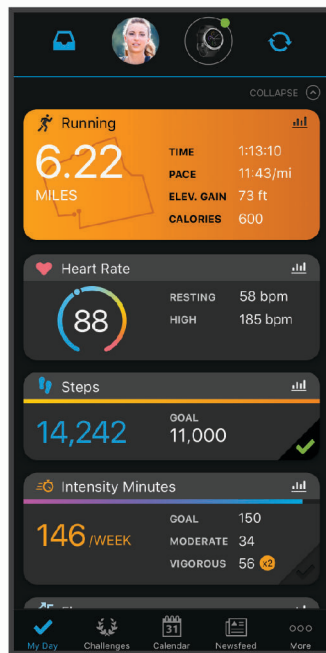 COLLAPSE
Running
6.22
MILES
TIME 1:13:10
PACE 11:43/mi
ELEV. GAIN 73 ft
CALORIES 600
Heart Rate
88
RESTING 58 bpm
HIGH 185 bpm
Steps
14,242
GOAL
11,000
Intensity Minutes
146 /WEEK
GOAL 150
MODERATE 34
VIGOROUS 56 x2
31
My Day Challenges Calendar Newsfeed More